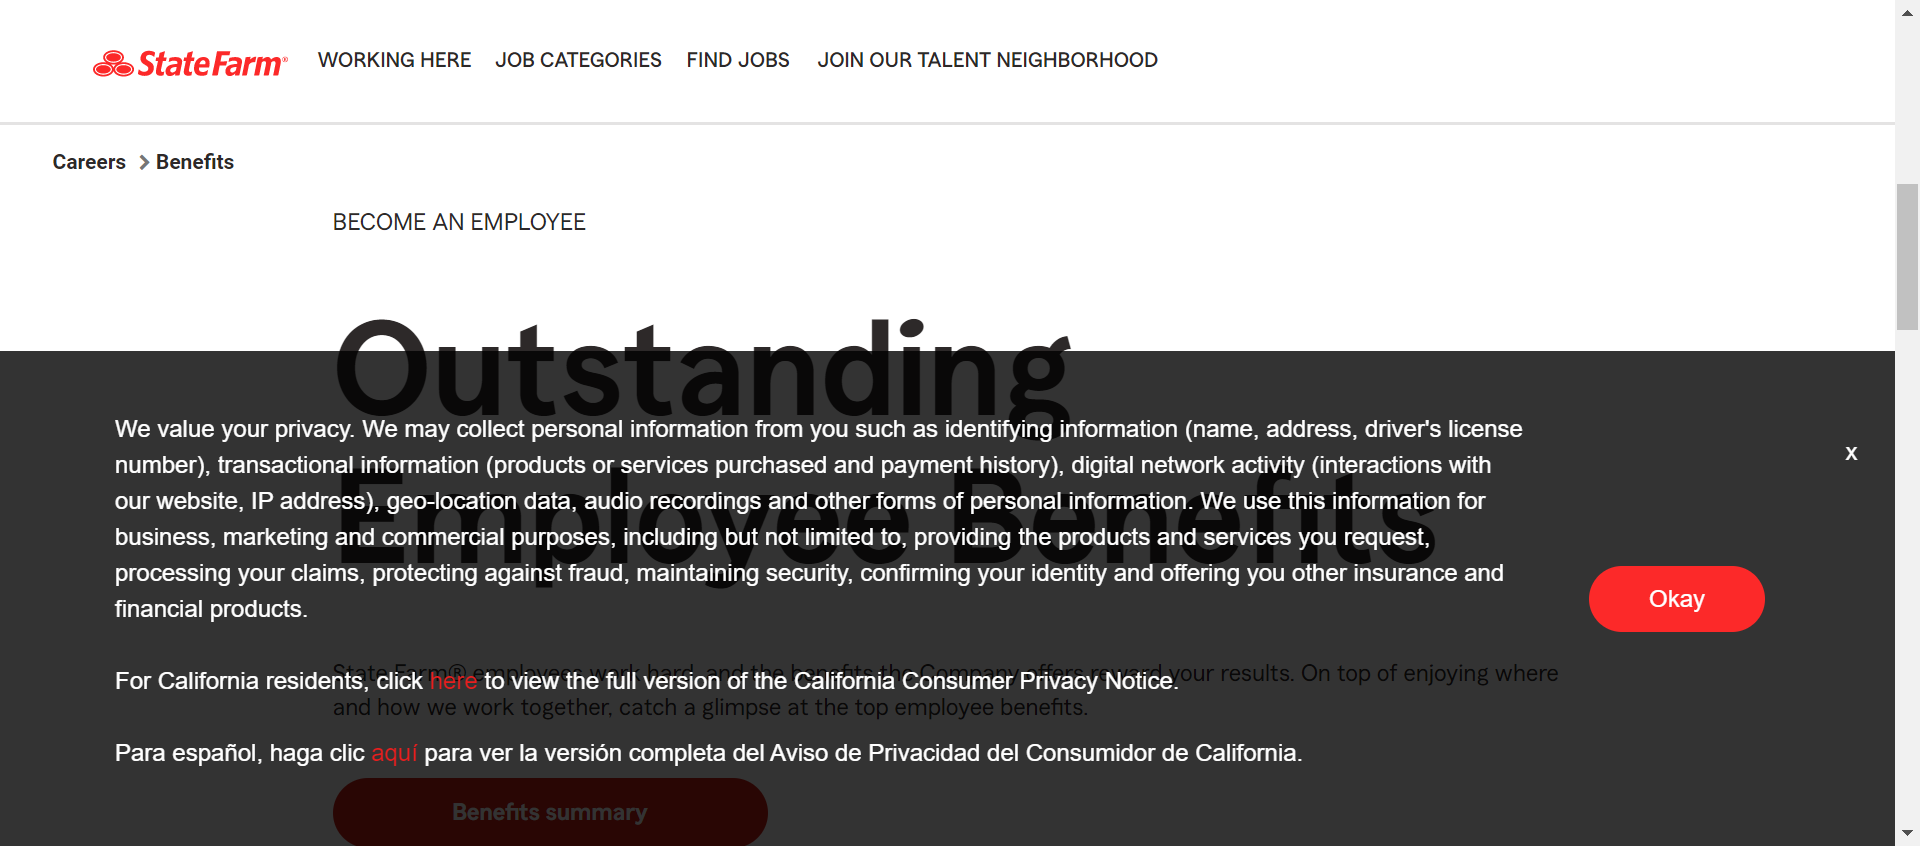 State Farm®
WORKING HERE
JOB CATEGORIES
FIND JOBS
JOIN OUR TALENT NEIGHBORHOOD
Careers > Benefits
BECOME AN EMPLOYEE
Outstanding
Employee Benefits
We value your privacy. We may collect personal information from you such as identifying information (name, address, driver's license
number), transactional information (products or services purchased and payment history), digital network activity (interactions with
our website, IP address), geo-location data, audio recordings and other forms of personal information. We use this information for
business, marketing and commercial purposes, including but not limited to, providing the products and services you request,
processing your claims, protecting against fraud, maintaining security, confirming your identity and offering you other insurance and
financial products.
x
Okay
State Farm® employees work hard, and the benefits the Company offers reward your results. On top of enjoying where
and how we work together, catch a glimpse at the top employee benefits.
For California residents, click here to view the full version of the California Consumer Privacy Notice.
Para español, haga clic aquí para ver la versión completa del Aviso de Privacidad del Consumidor de California.
Benefits summary